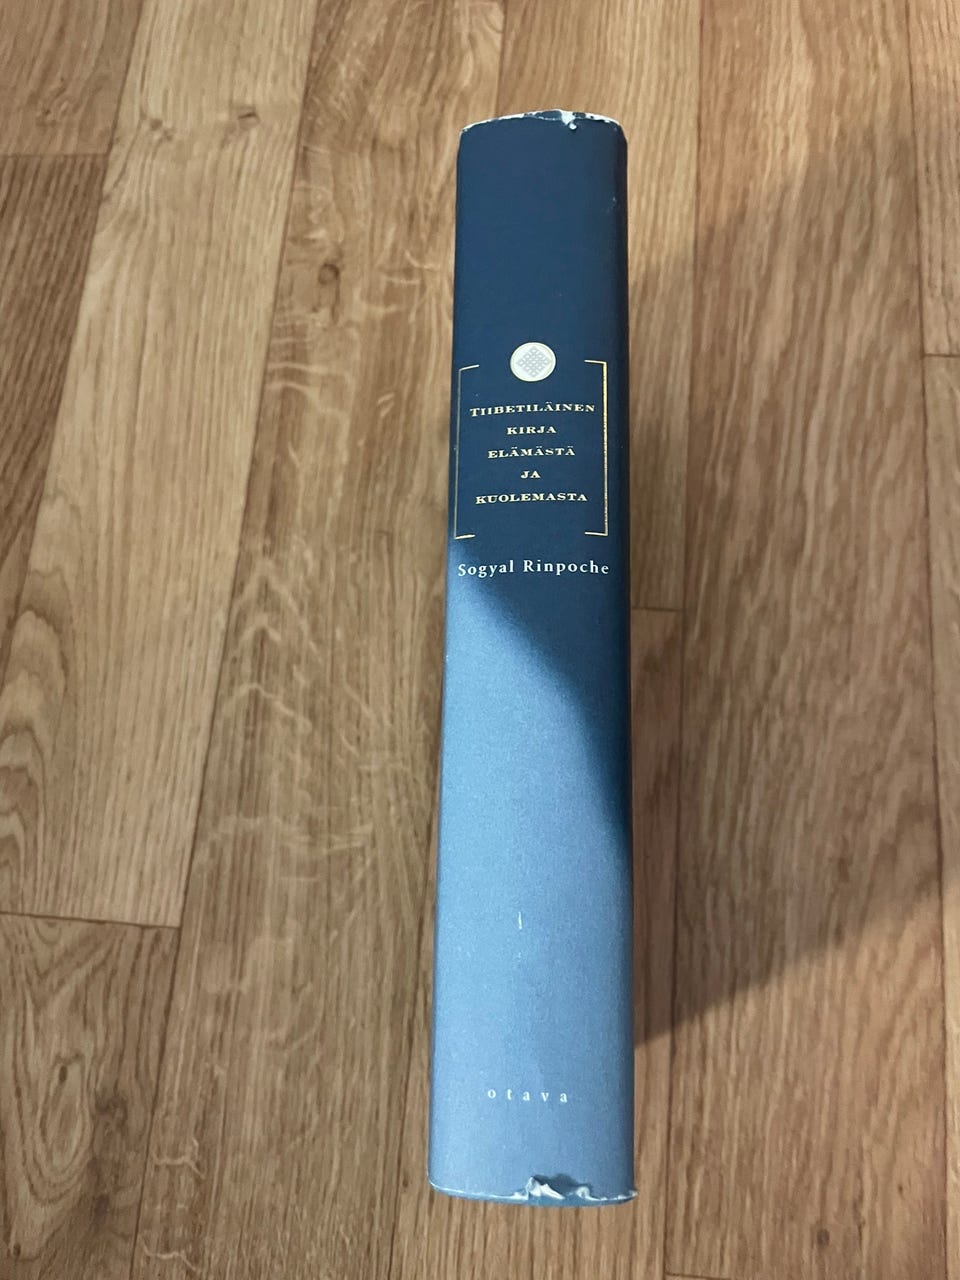 TIIBETILÄINEN
KIRJA
ELÄMÄSTÄ
JA
KUOLEMASTA
Sogyal Rinpoche
otava